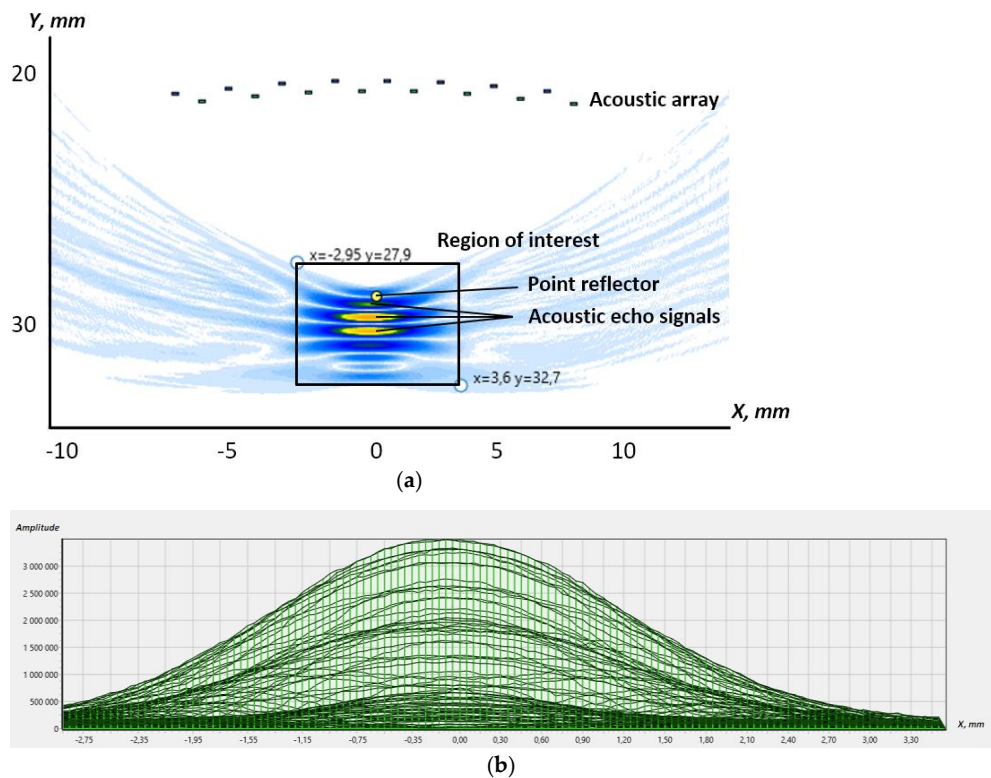 Y, mm
20
Acoustic array
Region of interest
x=-2,95 y=27,9
Point reflector
Acoustic echo signals
30
x=3,6 y=32,7
X, mm
-10 -5 0 5 10
(a)
Amplitude
3 000 000
2 500 000
2 000 000
1 500 000
1 000 000
500 000
0
X, mm
-2,75 -2,35 -1,95 -1,55 -1,15 -0,75 -0,35 0,00 0,30 0,60 0,90 1,20 1,50 1,80 2,10 2,40 2,70 3,00 3,30
(b)